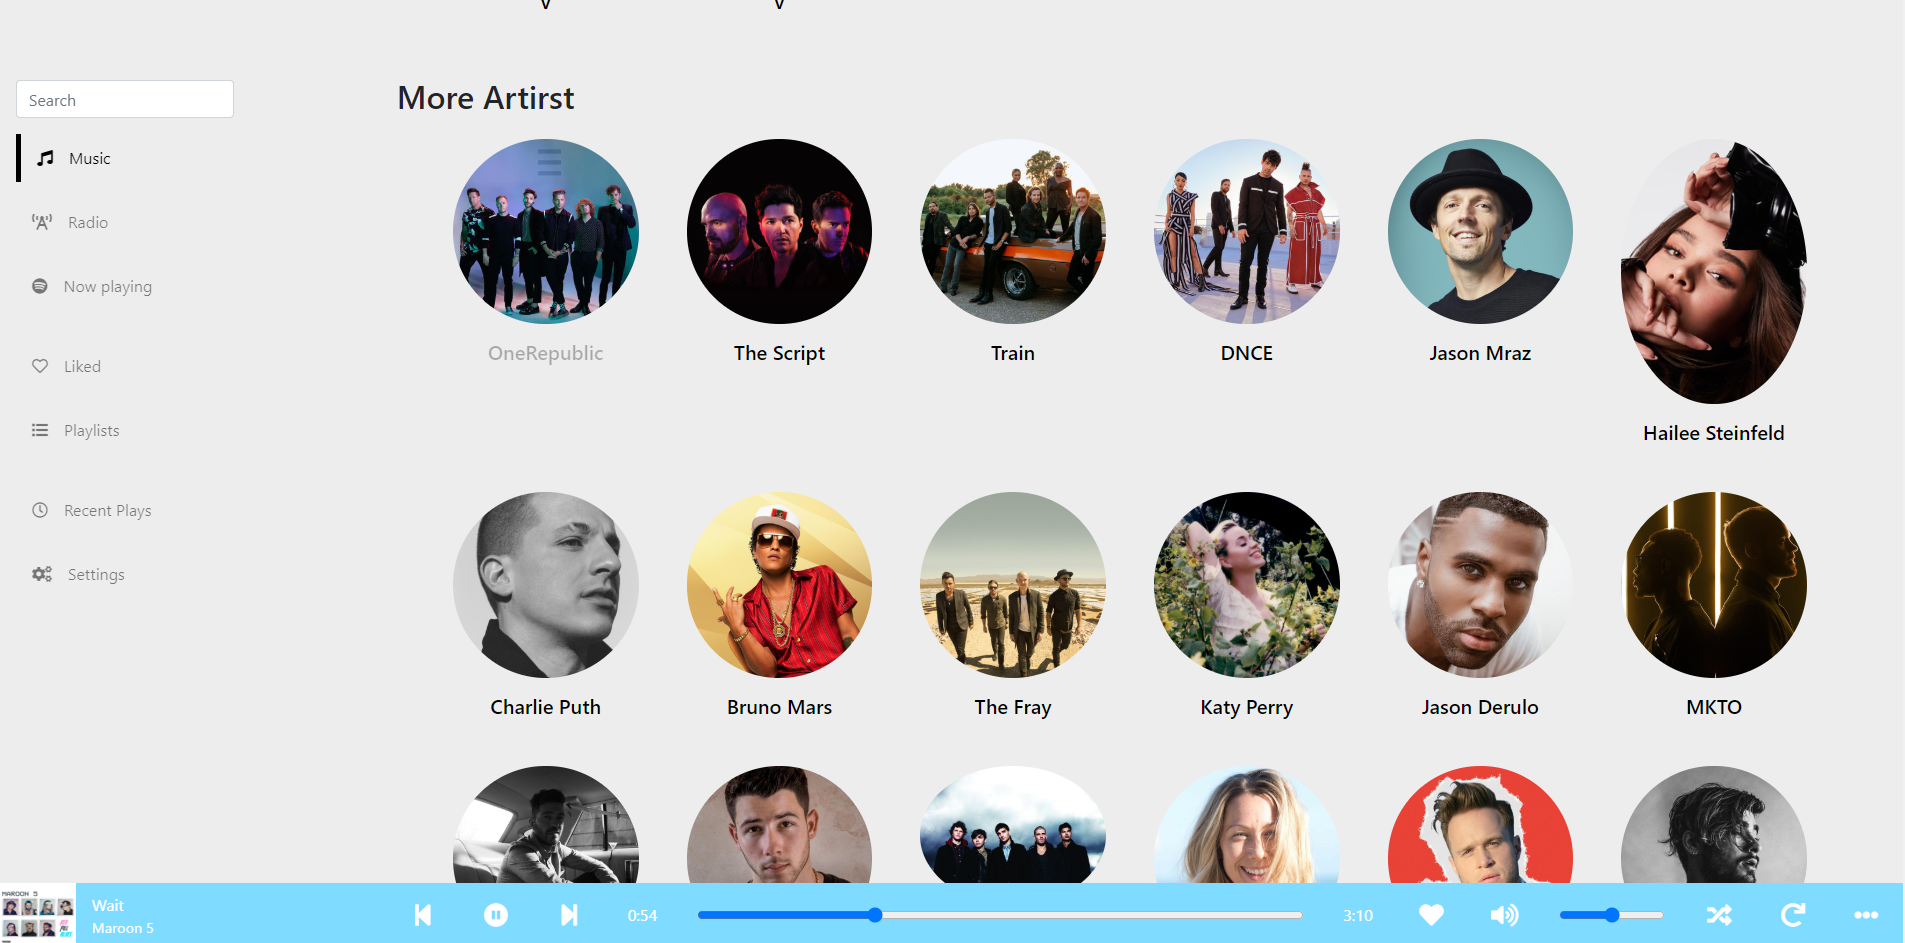 Search
Music
Radio
Now playing
Liked
Playlists
Recent Plays
Settings
More Artirst
OneRepublic
The Script
Train
DNCE
Jason Mraz
Hailee Steinfeld
Charlie Puth
Bruno Mars
The Fray
Katy Perry
Jason Derulo
MKTO
MAROON 5
Wait
Maroon 5
0:54
3:10